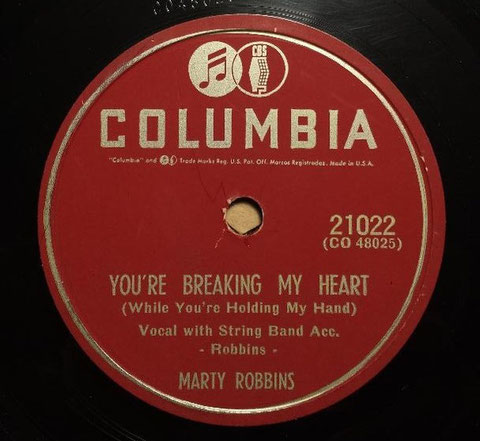 CBS
COLUMBIA
"Columbia" and Trade Marks Reg. U.S. Pat. Off. Marcas Registradas. Made in U.S.A.
21022
(CO 48025)
YOU'RE BREAKING MY HEART
(While You're Holding My Hand)
Vocal with String Band Acc.
- Robbins -
MARTY ROBBINS